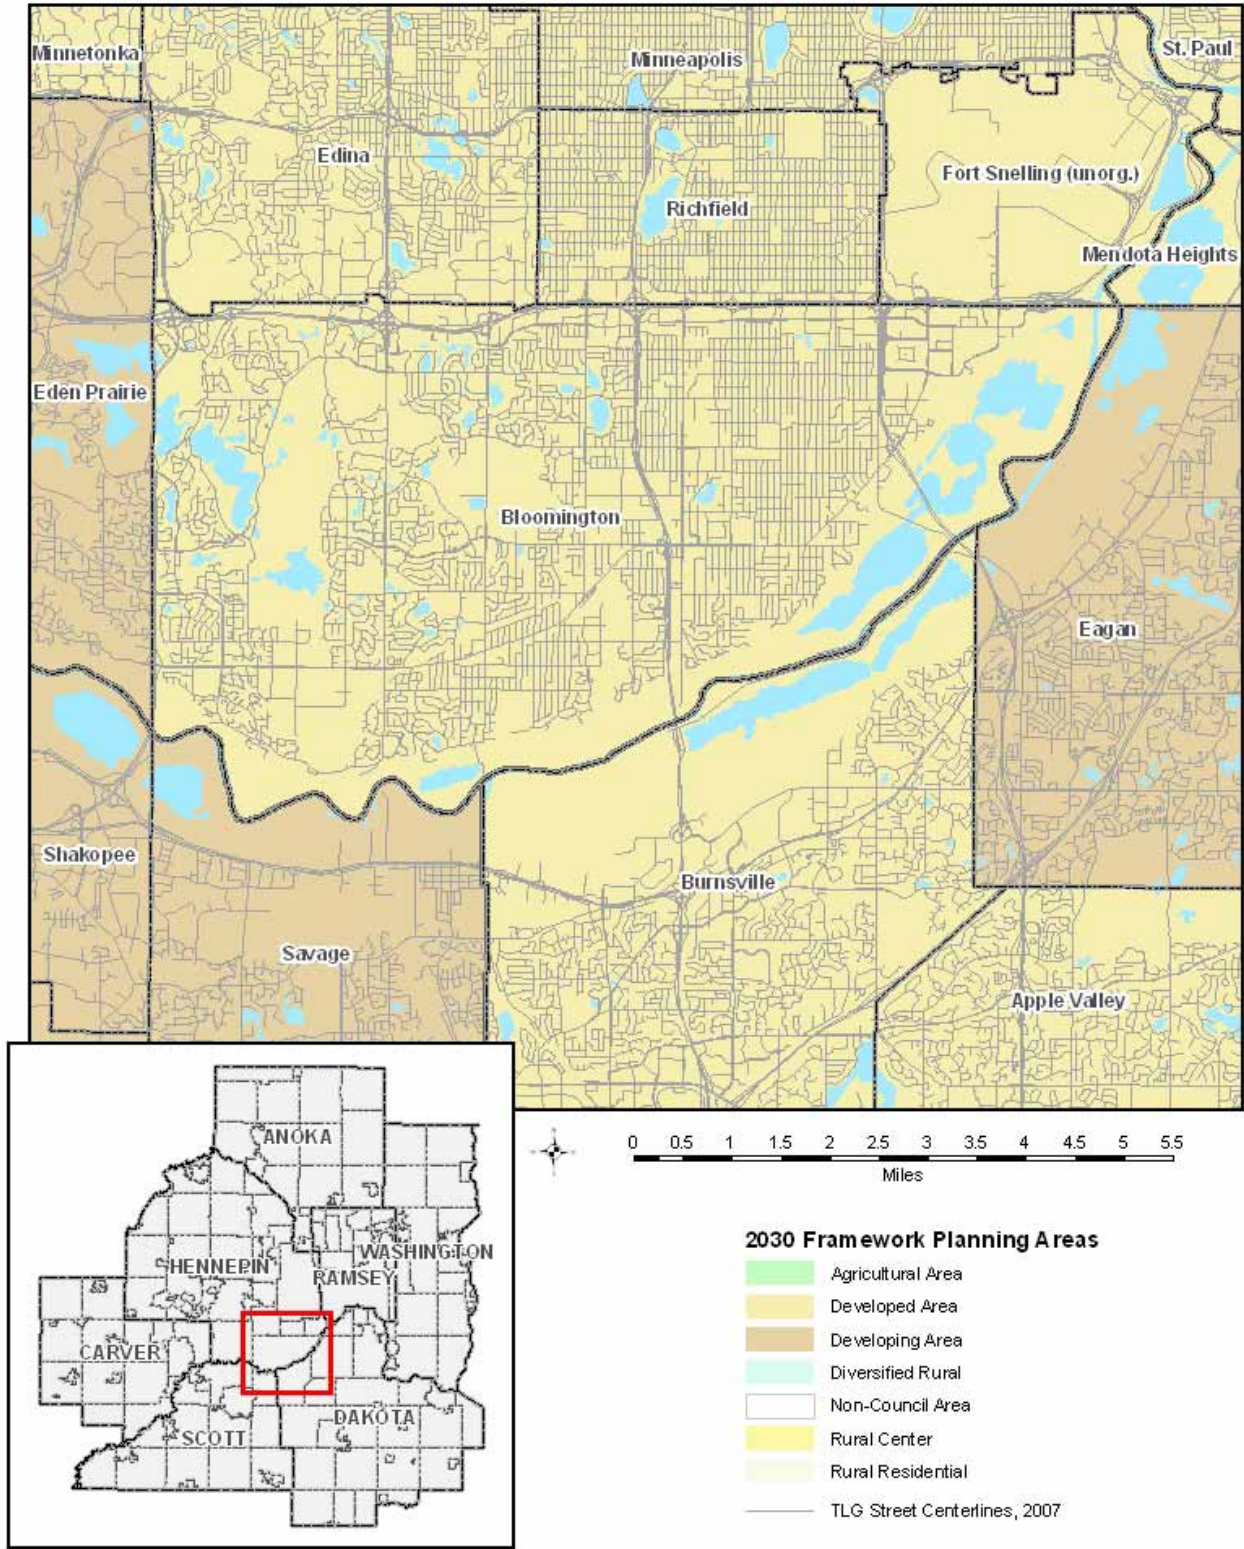 Minnetonka
Minneapolis
St. Paul
Edina
Fort Snelling (unorg.)
Richfield
Mendota Heights
Eden Prairie
Bloomington
Eagan
Shakopee
Burnsville
Savage
Apple Valley
ANOKA
WASHINGTON
HENNEPIN
RAMSEY
CARVER
DAKOTA
SCOTT
0 0.5 1 1.5 2 2.5 3 3.5 4 4.5 5 5.5
Miles
2030 Framework Planning Areas
Agricultural Area
Developed Area
Developing Area
Diversified Rural
Non-Council Area
Rural Center
Rural Residential
TLG Street Centerlines, 2007